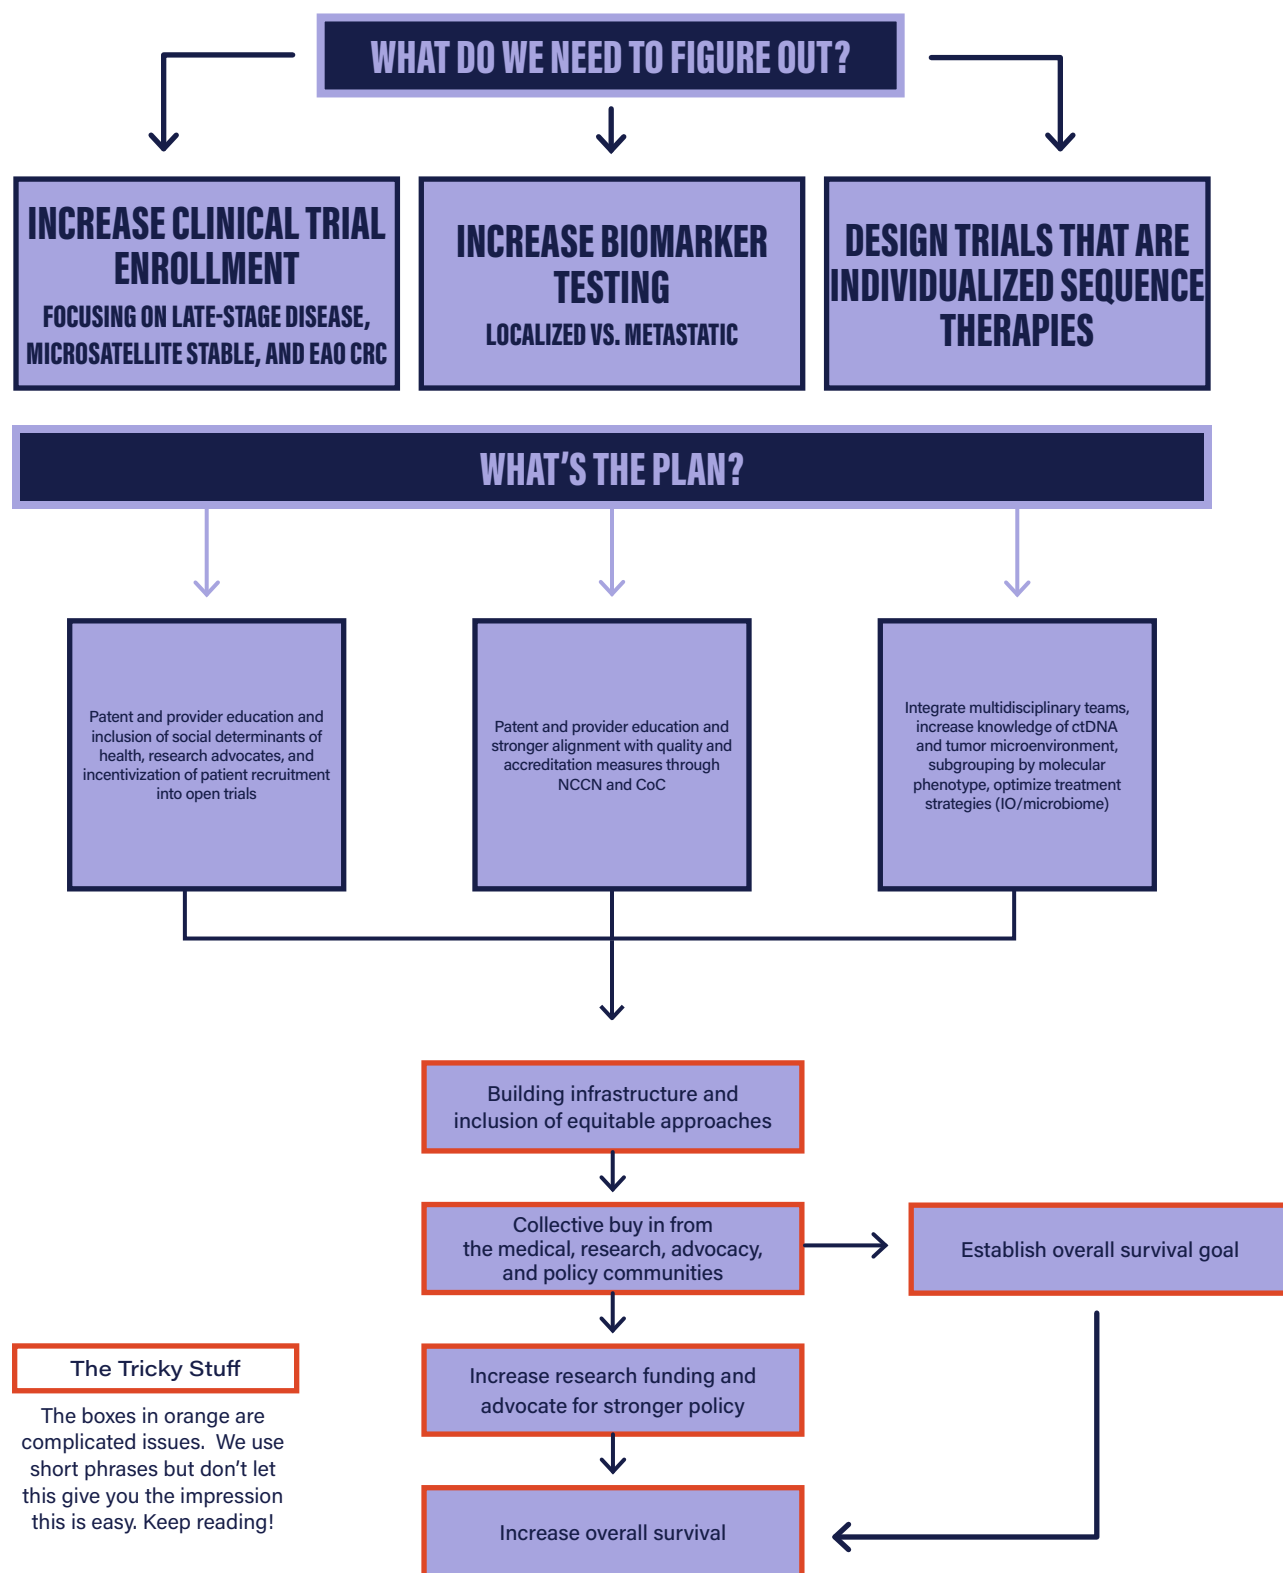 WHAT DO WE NEED TO FIGURE OUT?
INCREASE CLINICAL TRIAL
ENROLLMENT
FOCUSING ON LATE-STAGE DISEASE,
MICROSATELLITE STABLE, AND EAO CRC
INCREASE BIOMARKER
TESTING
LOCALIZED VS. METASTATIC
DESIGN TRIALS THAT ARE
INDIVIDUALIZED SEQUENCE
THERAPIES
WHAT'S THE PLAN?
Patent and provider education and
inclusion of social determinants of
health, research advocates, and
incentivization of patient recruitment
into open trials
Patent and provider education and
stronger alignment with quality and
accreditation measures through
NCCN and CoC
Integrate multidisciplinary teams,
increase knowledge of ctDNA
and tumor microenvironment,
subgrouping by molecular
phenotype, optimize treatment
strategies (IO/microbiome)
Building infrastructure and
inclusion of equitable approaches
Collective buy in from
the medical, research, advocacy,
and policy communities
Establish overall survival goal
Increase research funding and
advocate for stronger policy
Increase overall survival
The Tricky Stuff
The boxes in orange are
complicated issues.  We use
short phrases but don't let
this give you the impression
this is easy. Keep reading!